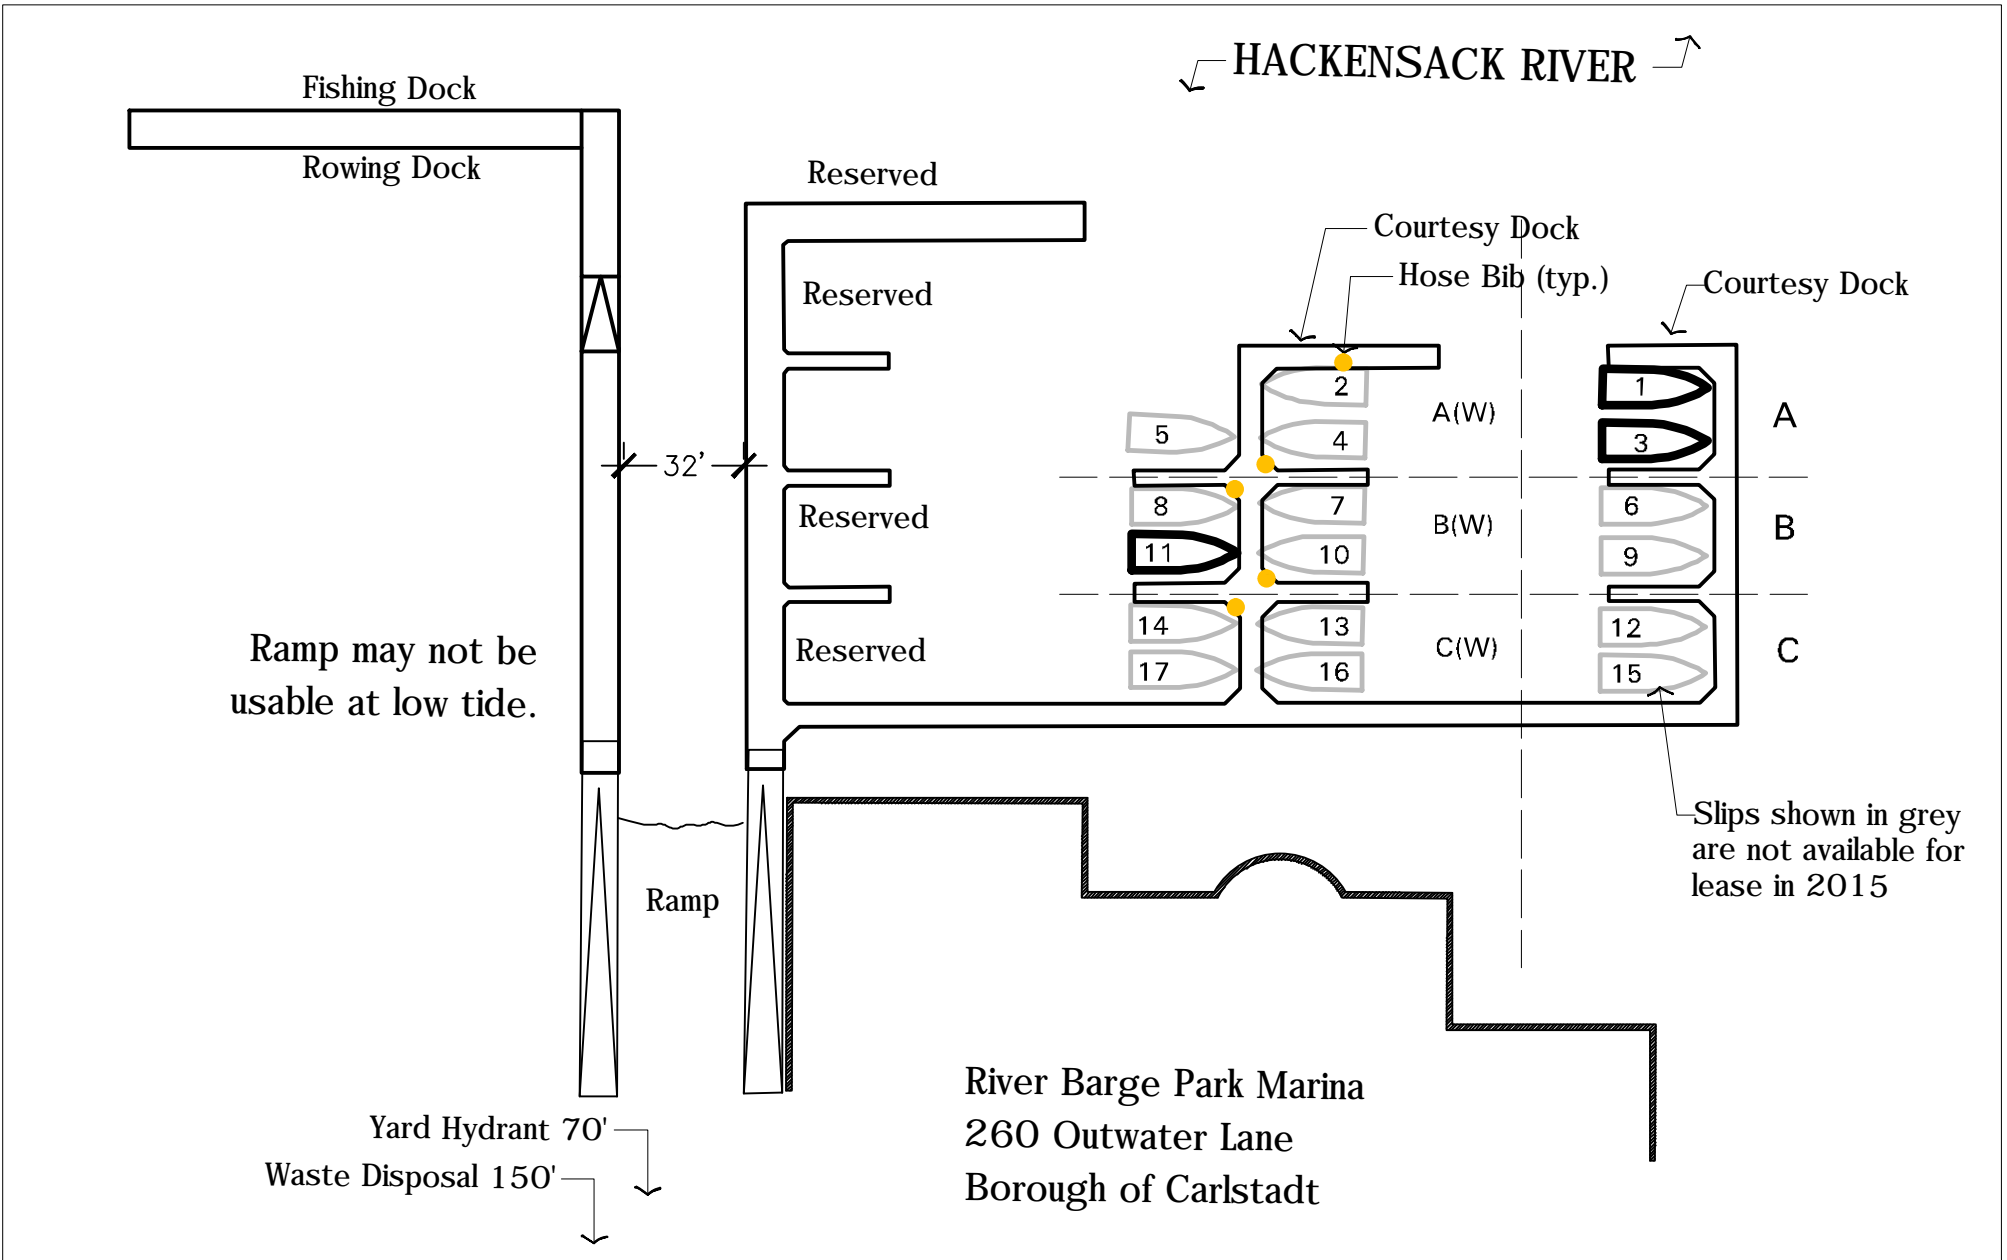 HACKENSACK RIVER
Fishing Dock
Rowing Dock
Reserved
Courtesy Dock
Hose Bib (typ.)
Courtesy Dock
Reserved
2
1
A(W)
A
5
4
3
32'
8
7
6
Reserved
B(W)
B
11
10
9
14
13
12
Ramp may not be
usable at low tide.
Reserved
C(W)
C
17
16
15
Slips shown in grey
are not available for
lease in 2015
Ramp
River Barge Park Marina
260 Outwater Lane
Borough of Carlstadt
Yard Hydrant 70'
Waste Disposal 150'